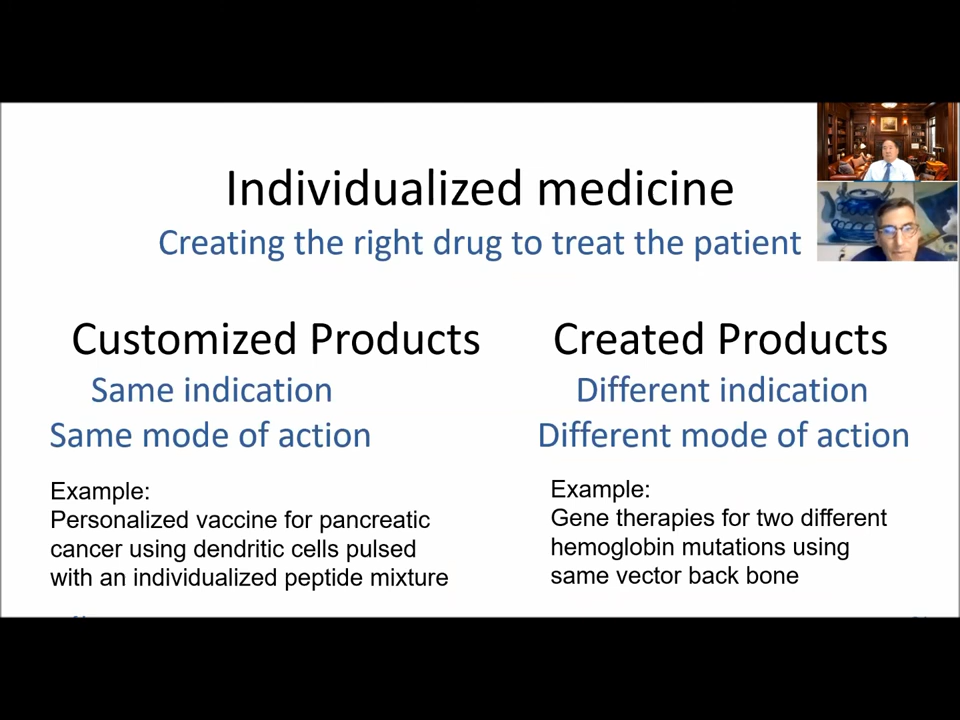 Individualized medicine
Creating the right drug to treat the patient
Customized Products
Same indication
Same mode of action
Example:
Personalized vaccine for pancreatic
cancer using dendritic cells pulsed
with an individualized peptide mixture
Created Products
Different indication
Different mode of action
Example:
Gene therapies for two different
hemoglobin mutations using
same vector back bone